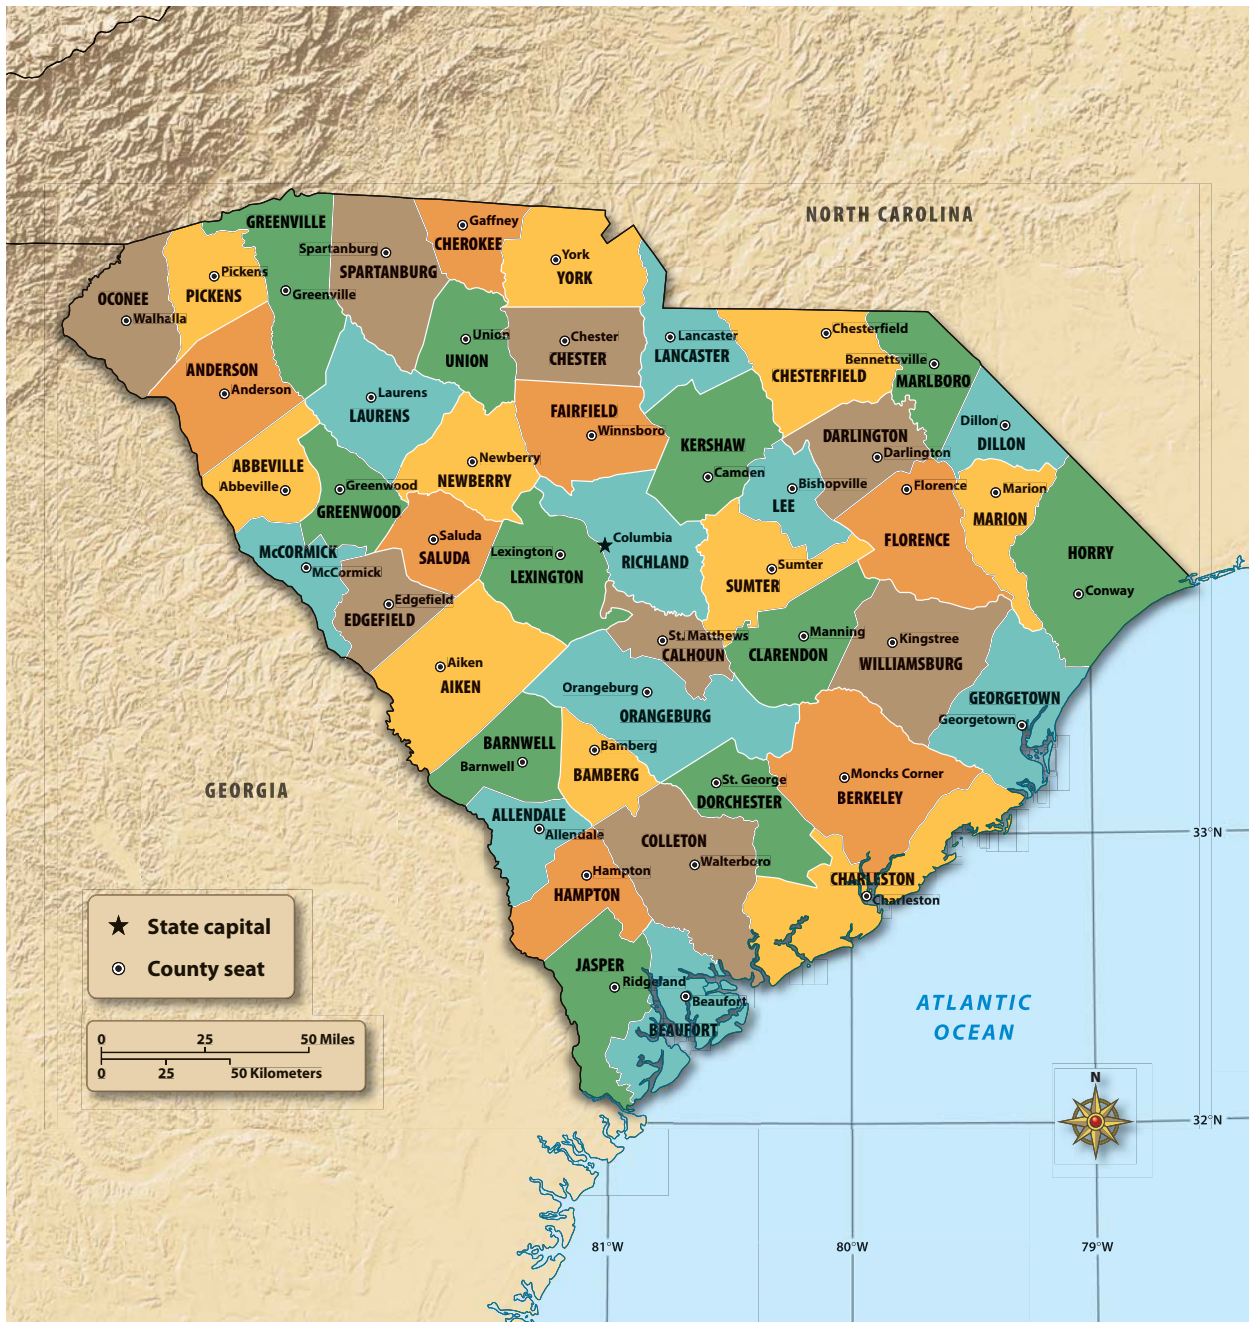 NORTH CAROLINA
GREENVILLE
Gaffney
CHEROKEE
Spartanburg
SPARTANBURG
York
YORK
Pickens
PICKENS
Greenville
OCONEE
Walhalla
Union
UNION
Chester
CHESTER
Lancaster
LANCASTER
Chesterfield
CHESTERFIELD
Bennettsville
MARLBORO
ANDERSON
Anderson
Laurens
LAURENS
FAIRFIELD
Winnsboro
KERSHAW
Camden
DARLINGTON
Darlington
Dillon
DILLON
ABBEVILLE
Abbeville
Greenwood
GREENWOOD
Newberry
NEWBERRY
Bishopville
LEE
Florence
FLORENCE
Marion
MARION
McCORMICK
McCormick
Saluda
SALUDA
Lexington
LEXINGTON
Columbia
RICHLAND
Sumter
SUMTER
HORRY
Conway
Edgefield
EDGEFIELD
St. Matthews
CALHOUN
Manning
CLARENDON
Kingstree
WILLIAMSBURG
Aiken
AIKEN
Orangeburg
ORANGEBURG
GEORGETOWN
Georgetown
BARNWELL
Barnwell
Bamberg
BAMBERG
St. George
DORCHESTER
Moncks Corner
BERKELEY
GEORGIA
ALLENDALE
Allendale
COLLETON
Walterboro
33°N
Hampton
HAMPTON
CHARLESTON
Charleston
State capital
County seat
JASPER
Ridgeland
Beaufort
BEAUFORT
ATLANTIC
OCEAN
0 25 50 Miles
0 25 50 Kilometers
N
32°N
81°W 80°W 79°W